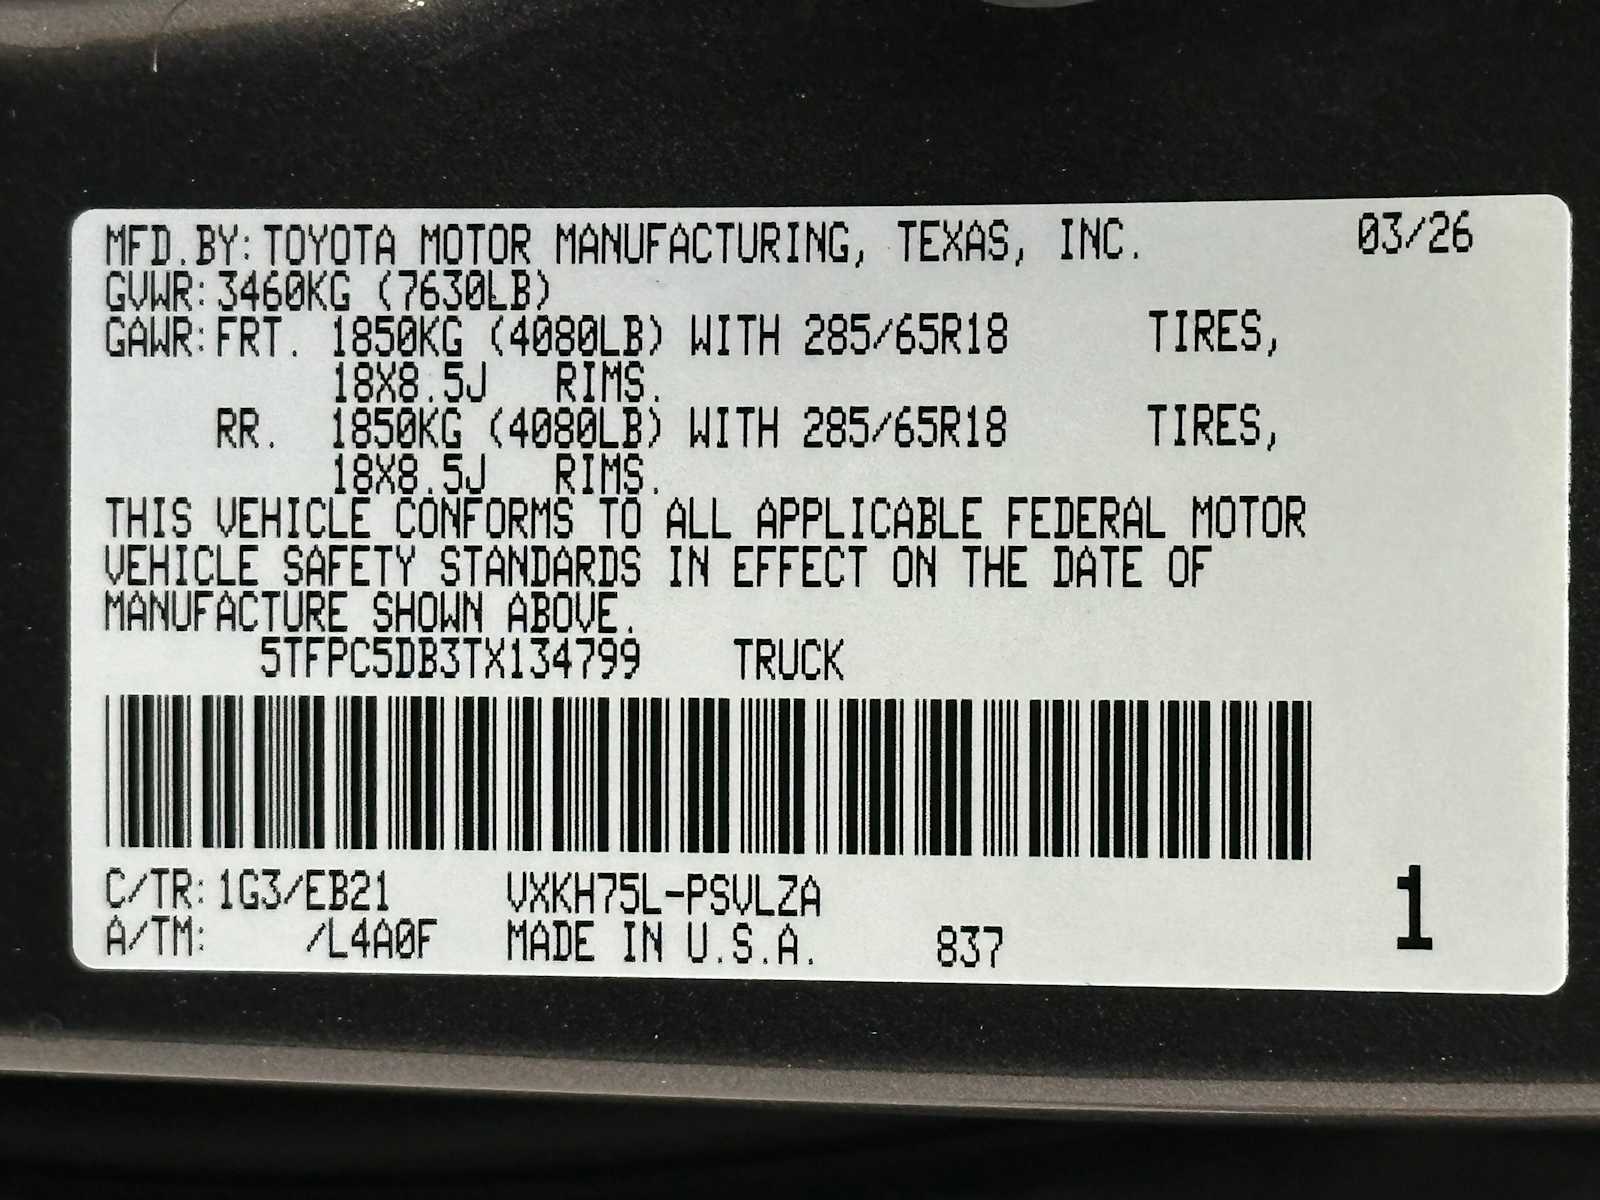 MFD.BY: TOYOTA MOTOR MANUFACTURING, TEXAS, INC. 03/26
GVWR: 3460KG (7630LB)
GAWR: FRT. 1850KG (4080LB) WITH 285/65R18 TIRES,
18X8.5J RIMS.
RR. 1850KG (4080LB) WITH 285/65R18 TIRES,
18X8.5J RIMS.
THIS VEHICLE CONFORMS TO ALL APPLICABLE FEDERAL MOTOR
VEHICLE SAFETY STANDARDS IN EFFECT ON THE DATE OF
MANUFACTURE SHOWN ABOVE.
5TFPC5DB3TX134799 TRUCK
C/TR: 1G3/EB21 VXKH75L-PSVLZA 1
A/TM: /L4A0F MADE IN U.S.A. 837